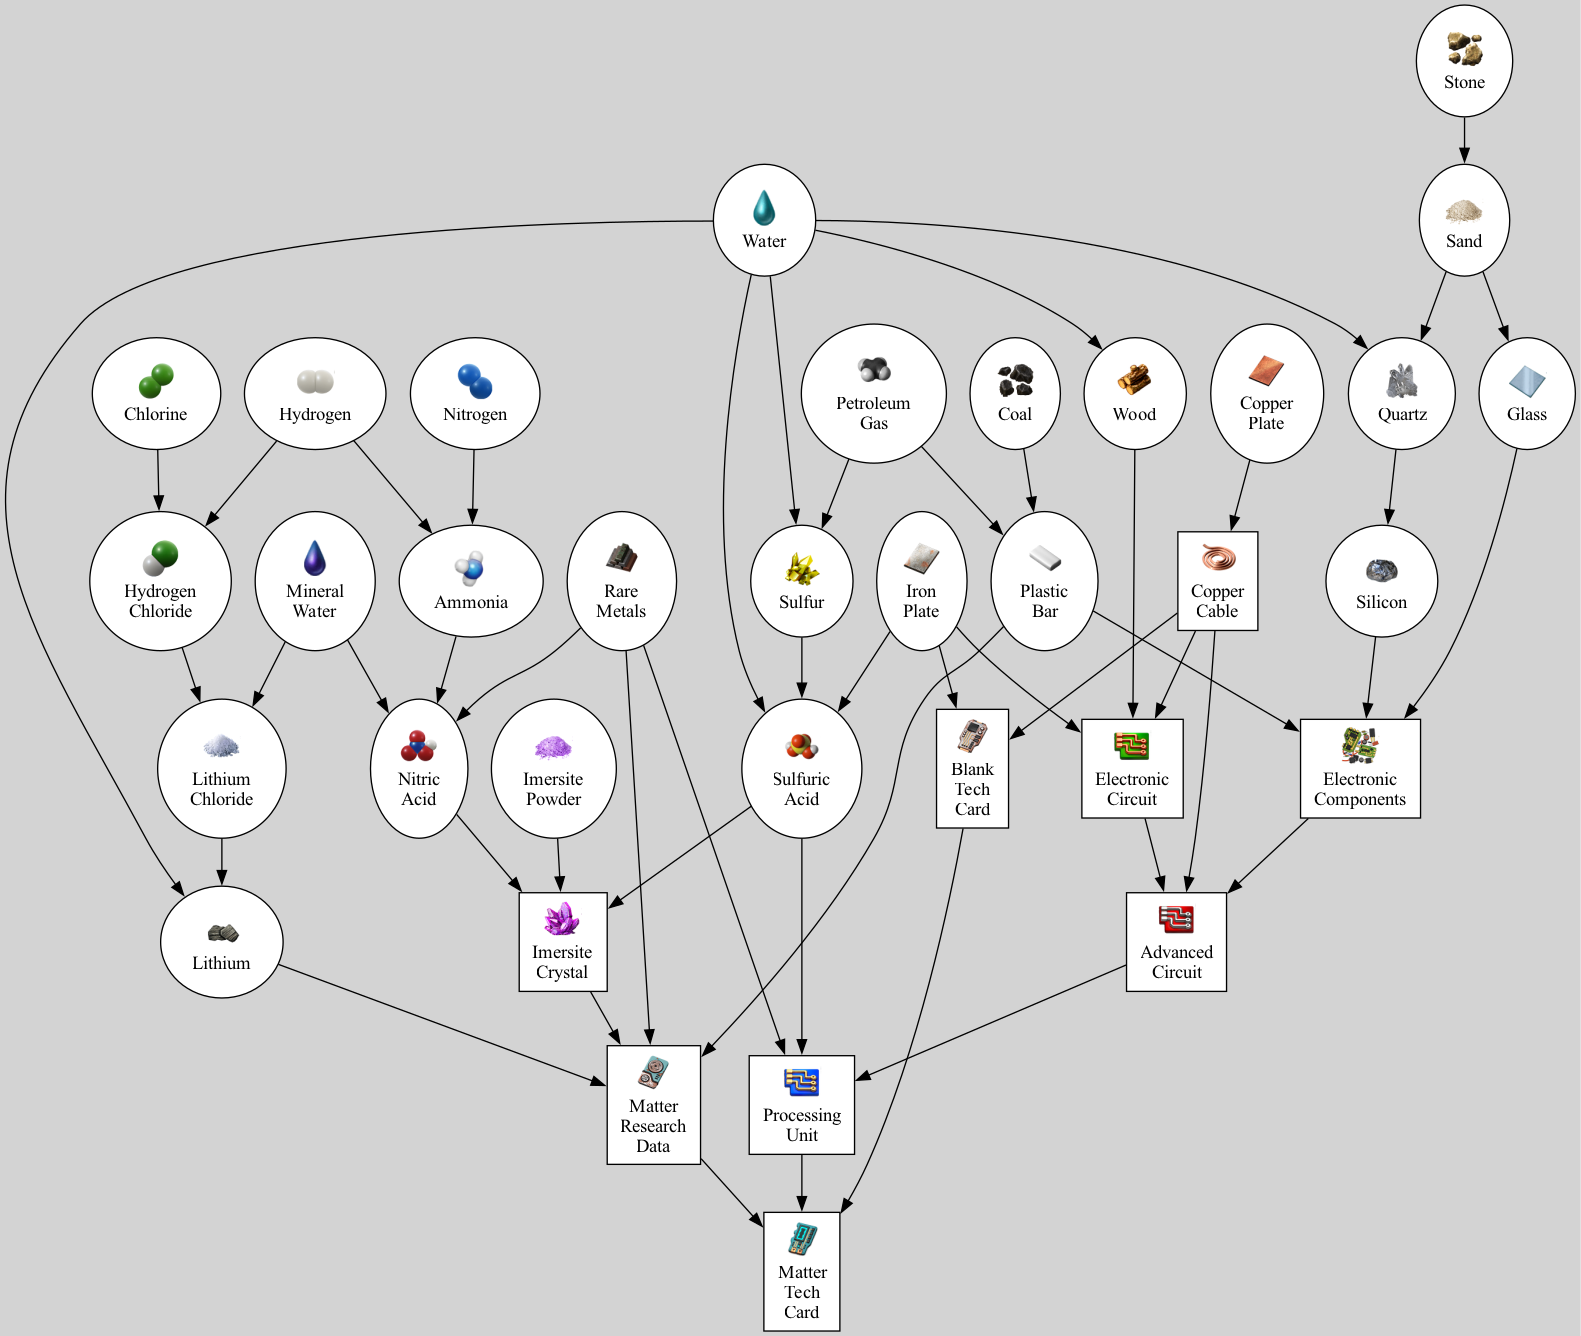 Stone
Water
Sand
Chlorine
Hydrogen
Nitrogen
Petroleum
Gas
Coal
Wood
Copper
Plate
Quartz
Glass
Hydrogen
Chloride
Mineral
Water
Ammonia
Rare
Metals
Sulfur
Iron
Plate
Plastic
Bar
Copper
Cable
Silicon
Lithium
Chloride
Nitric
Acid
Imersite
Powder
Sulfuric
Acid
Blank
Tech
Card
Electronic
Circuit
Electronic
Components
Lithium
Imersite
Crystal
Advanced
Circuit
Matter
Research
Data
Processing
Unit
Matter
Tech
Card